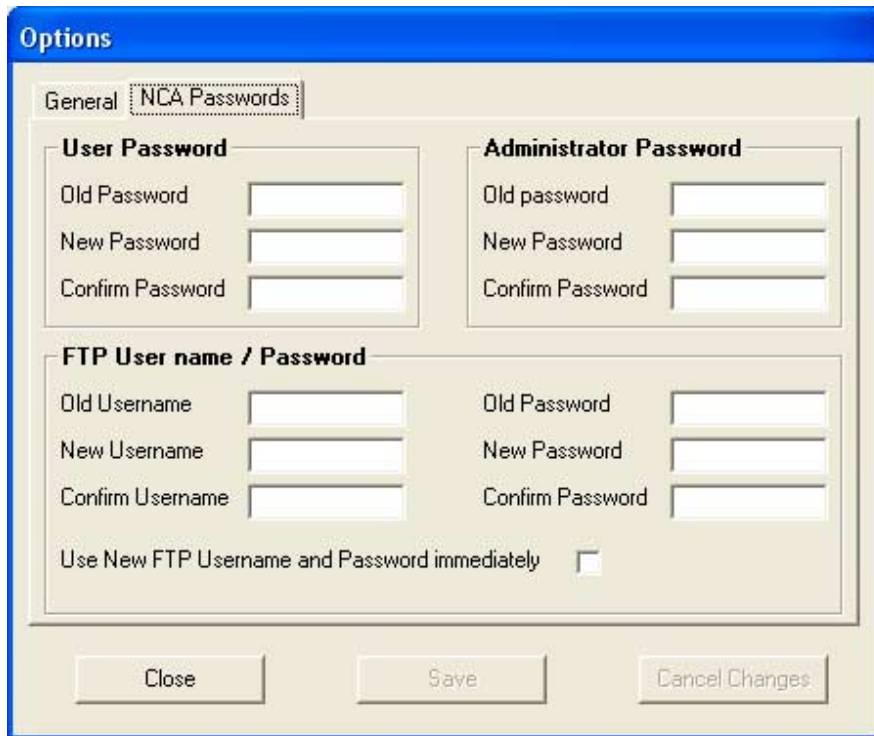 Options
General
NCA Passwords
User Password
Old Password
New Password
Confirm Password
Administrator Password
Old password
New Password
Confirm Password
FTP User name / Password
Old Username
New Username
Confirm Username
Old Password
New Password
Confirm Password
Use New FTP Username and Password immediately
Close
Save
Cancel Changes